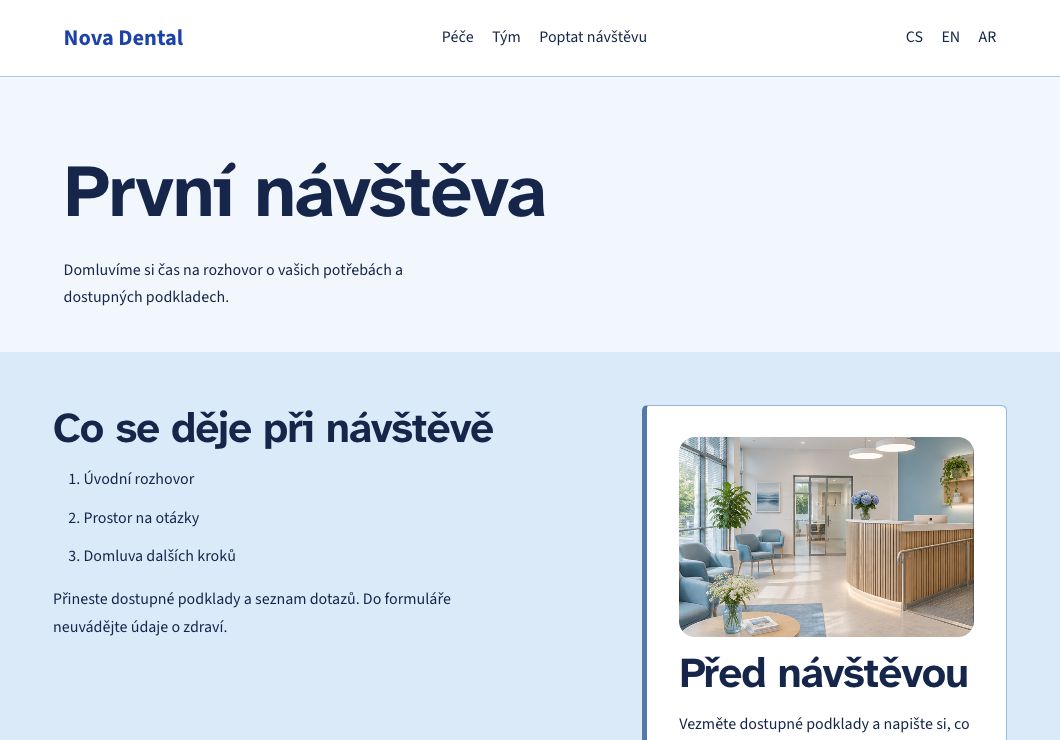 Nova Dental
Péče Tým Poptat návštěvu
CS EN AR
První návštěva
Domluvíme si čas na rozhovor o vašich potřebách a
dostupných podkladech.
Co se děje při návštěvě
1. Úvodní rozhovor
2. Prostor na otázky
3. Domluva dalších kroků
Přineste dostupné podklady a seznam dotazů. Do formuláře
neuvádějte údaje o zdraví.
Před návštěvou
Vezměte dostupné podklady a napište si, co